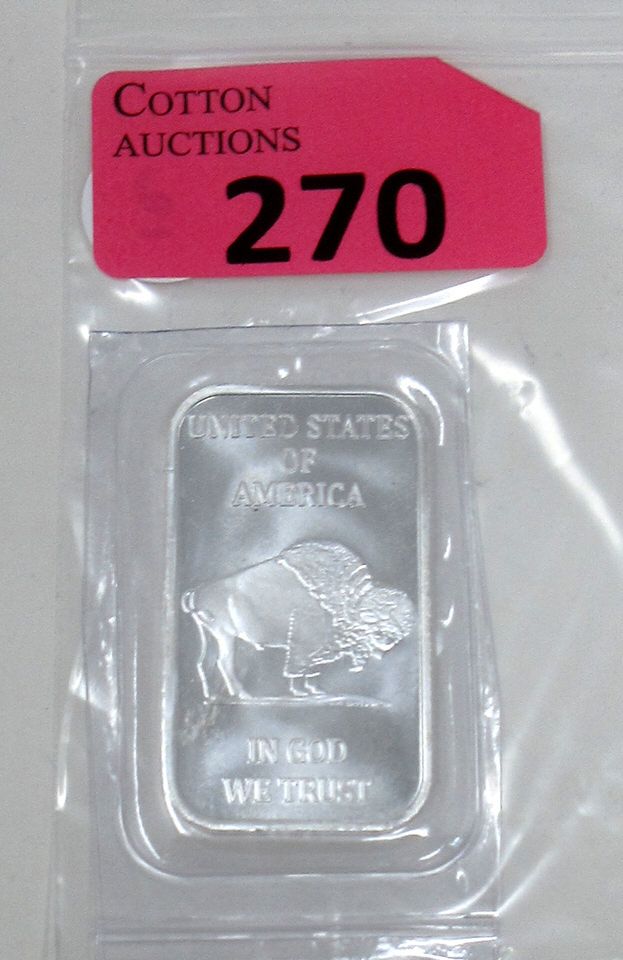 COTTON
AUCTIONS
270
UNITED STATES
OF
AMERICA
IN GOD
WE TRUST